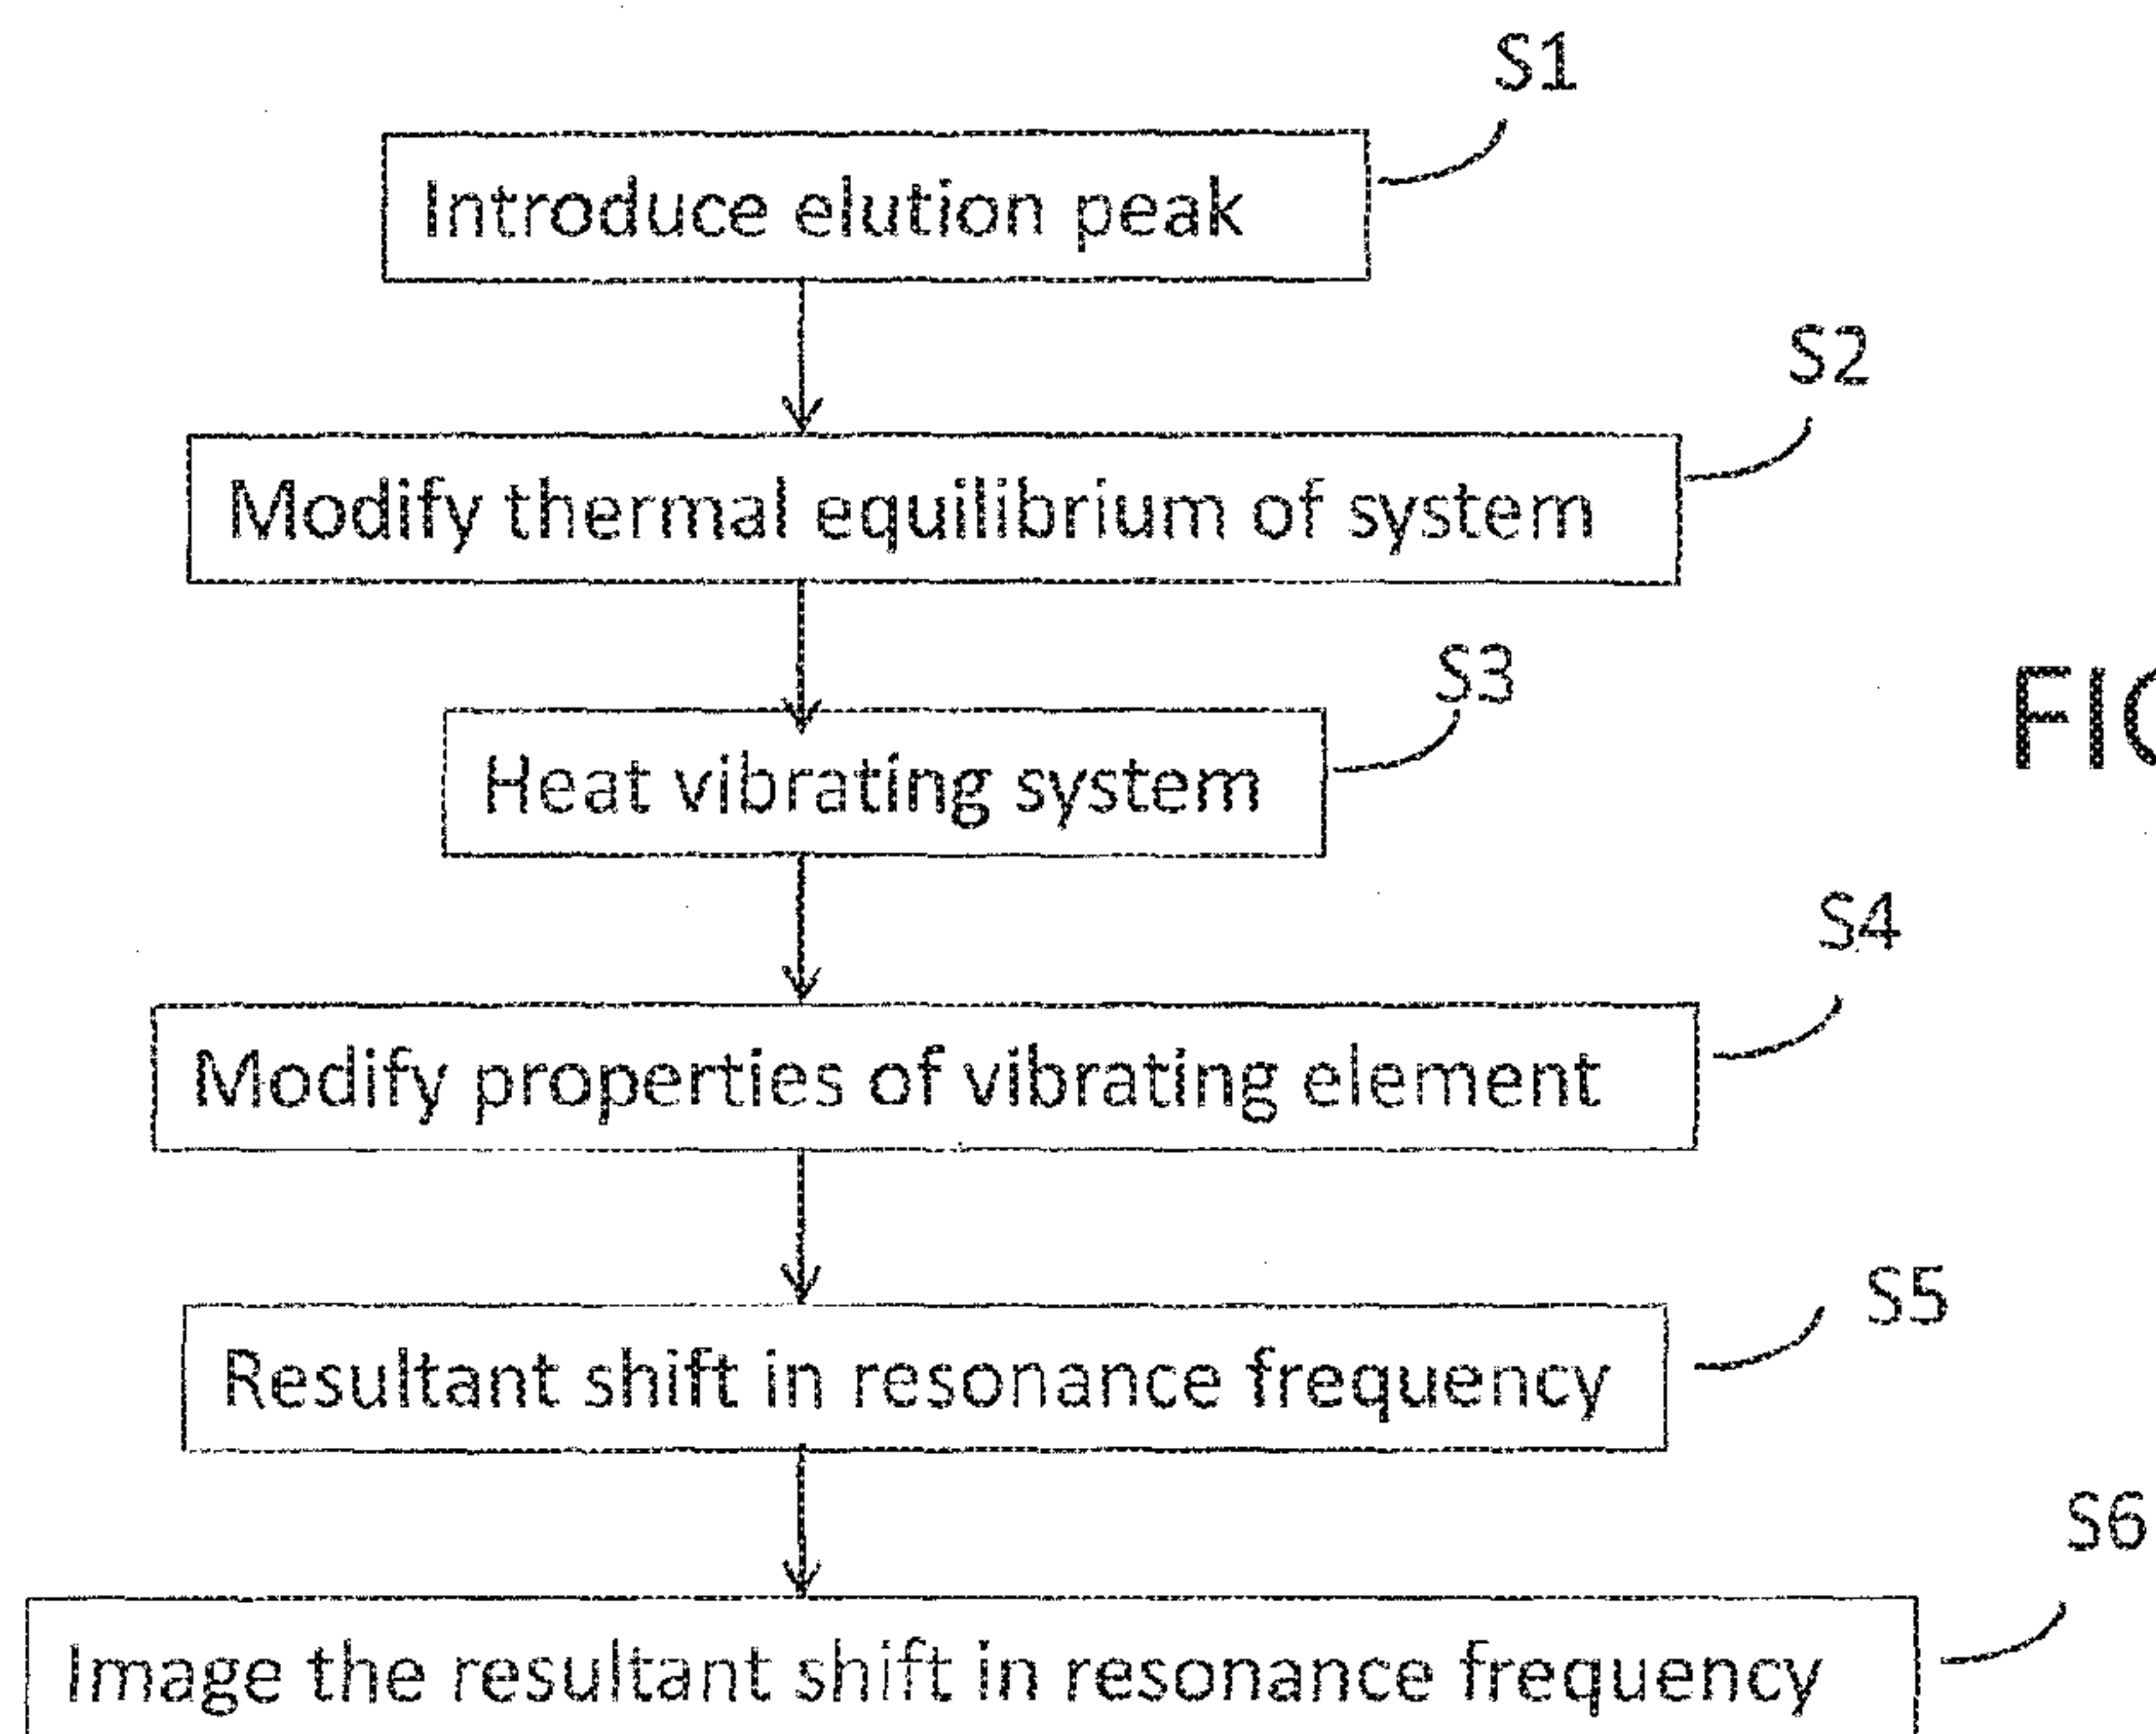 S1
Introduce elution peak
S2
Modify thermal equilibrium of system
S3
Heat vibrating system
S4
Modify properties of vibrating element
S5
Resultant shift in resonance frequency
S6
Image the resultant shift in resonance frequency